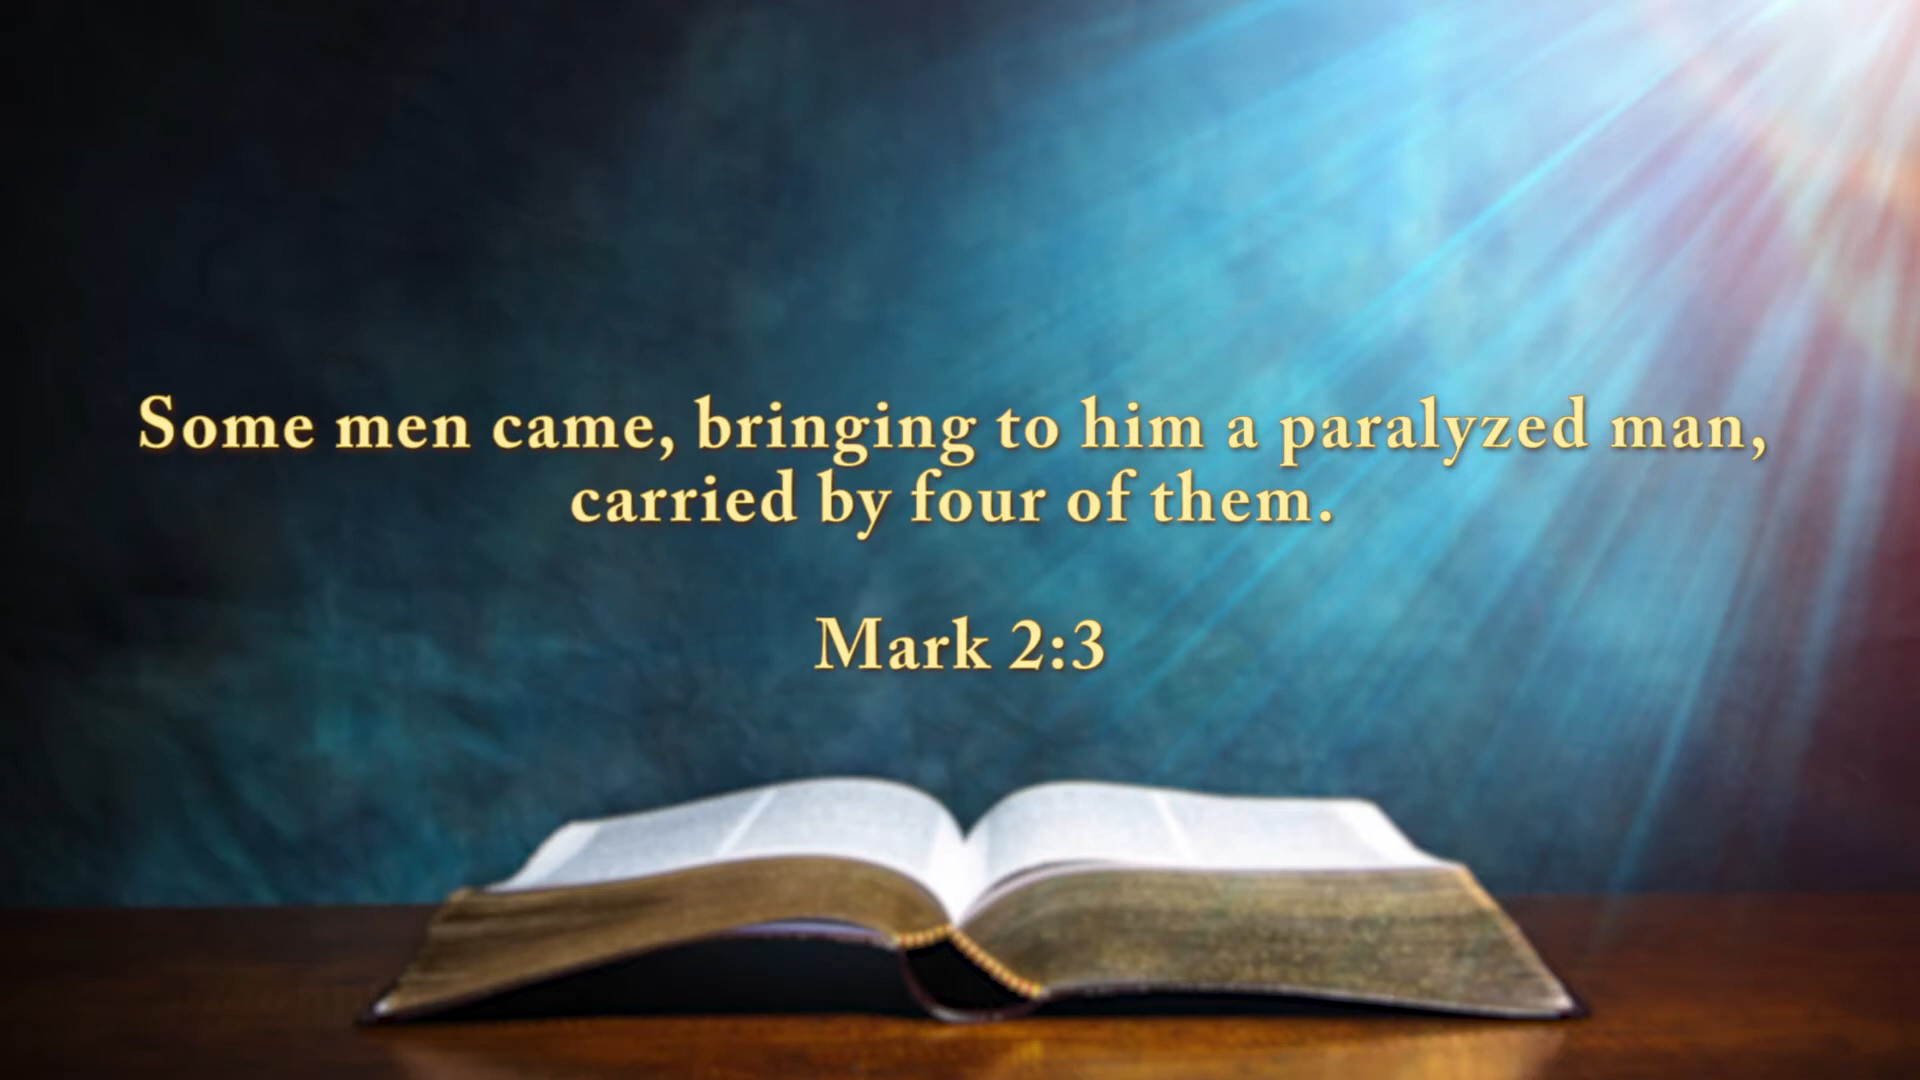 Some men came, bringing to him a paralyzed man,
carried by four of them.
Mark 2:3